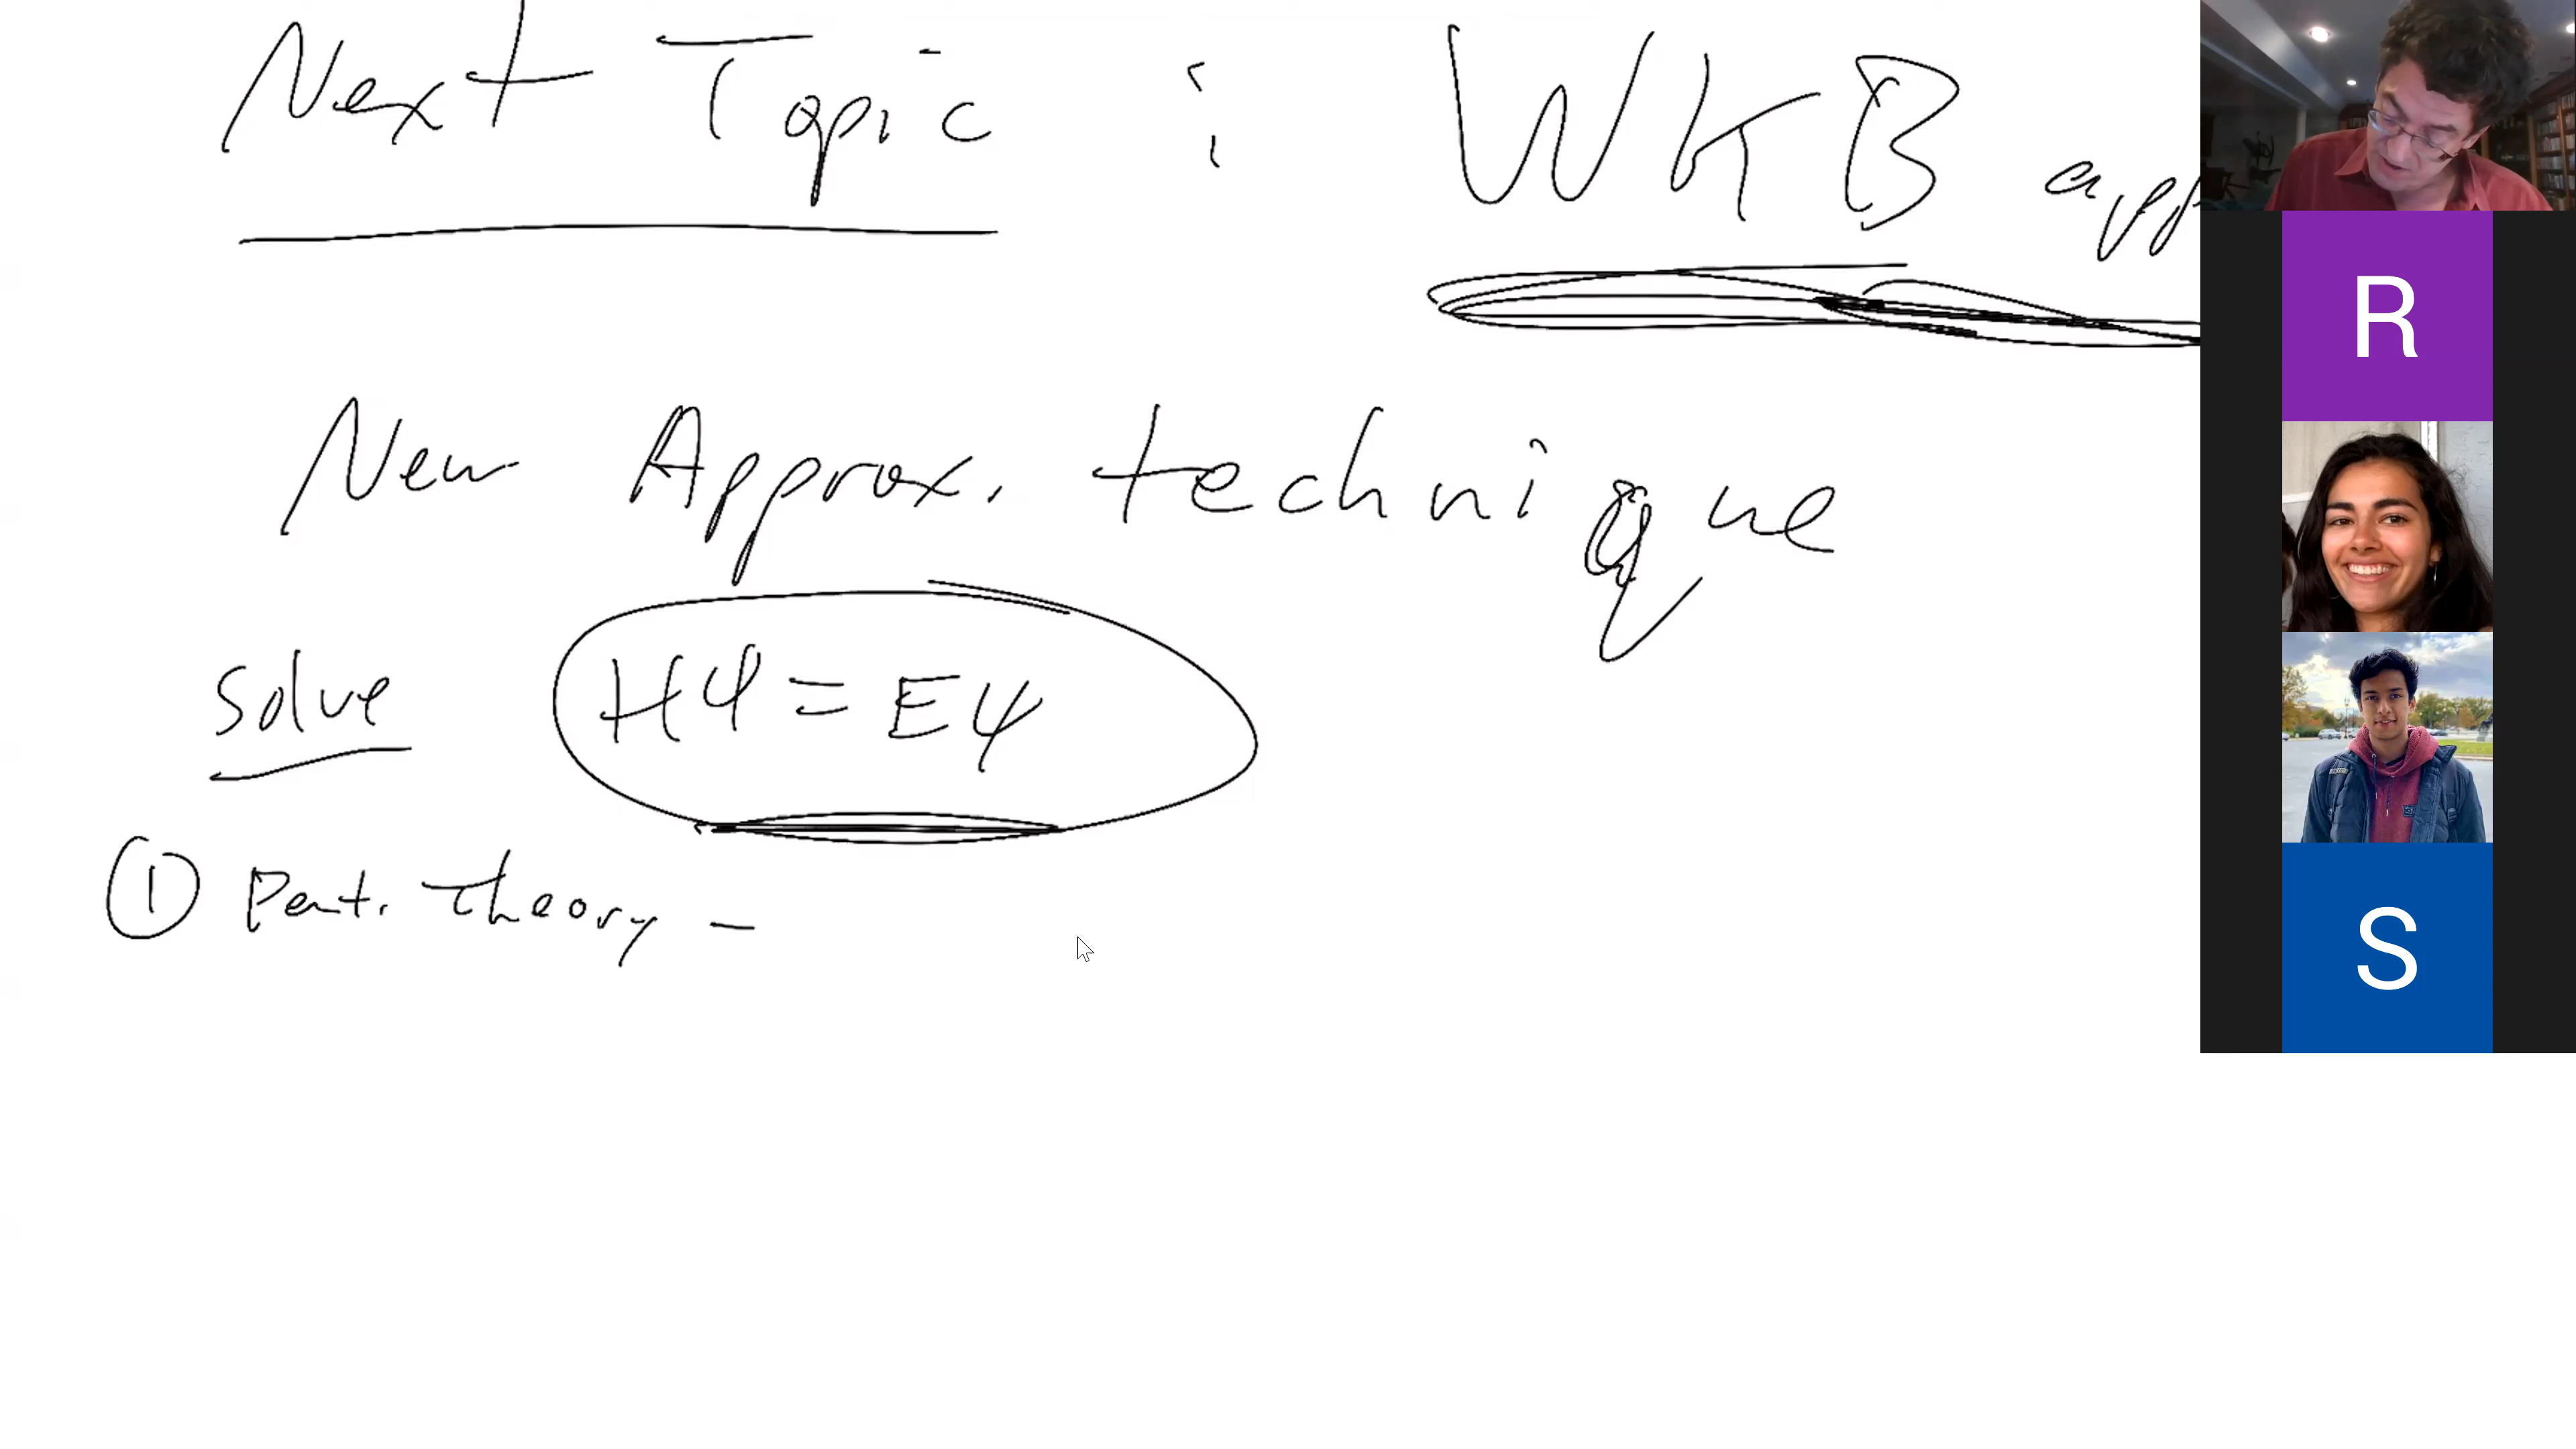 Next Topic : WKB app
New Approx. technique
solve HΨ = EΨ
① Pert. Theory -
R
S